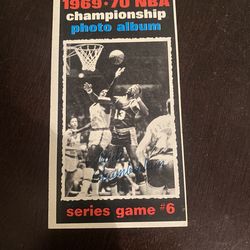 1969-70 NBA
championship
photo album
13
series game #6